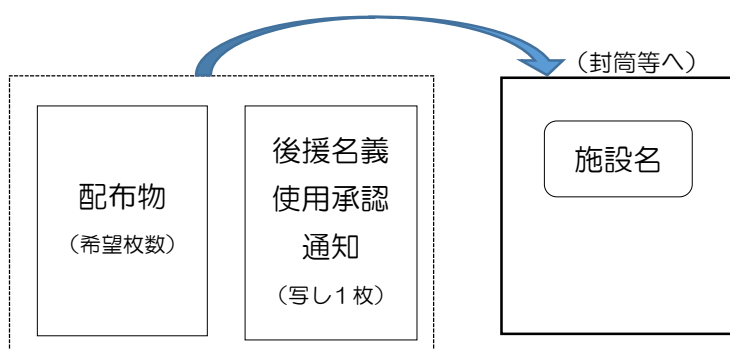 （封筒等へ）
配布物
（希望枚数）
後援名義
使用承認
通知
（写し１枚）
施設名